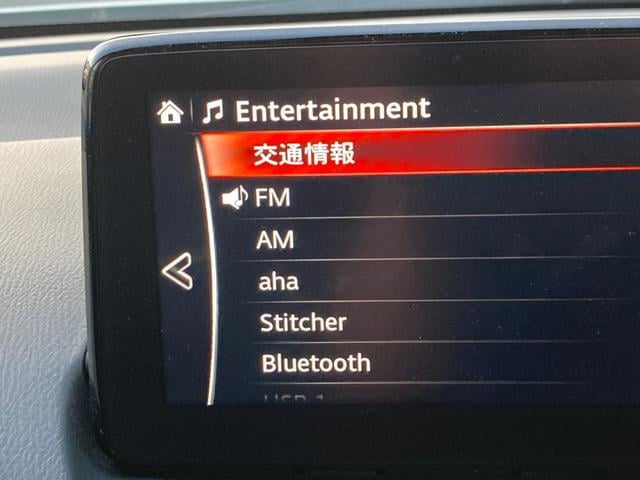 Entertainment
交通情報
FM
AM
aha
Stitcher
Bluetooth